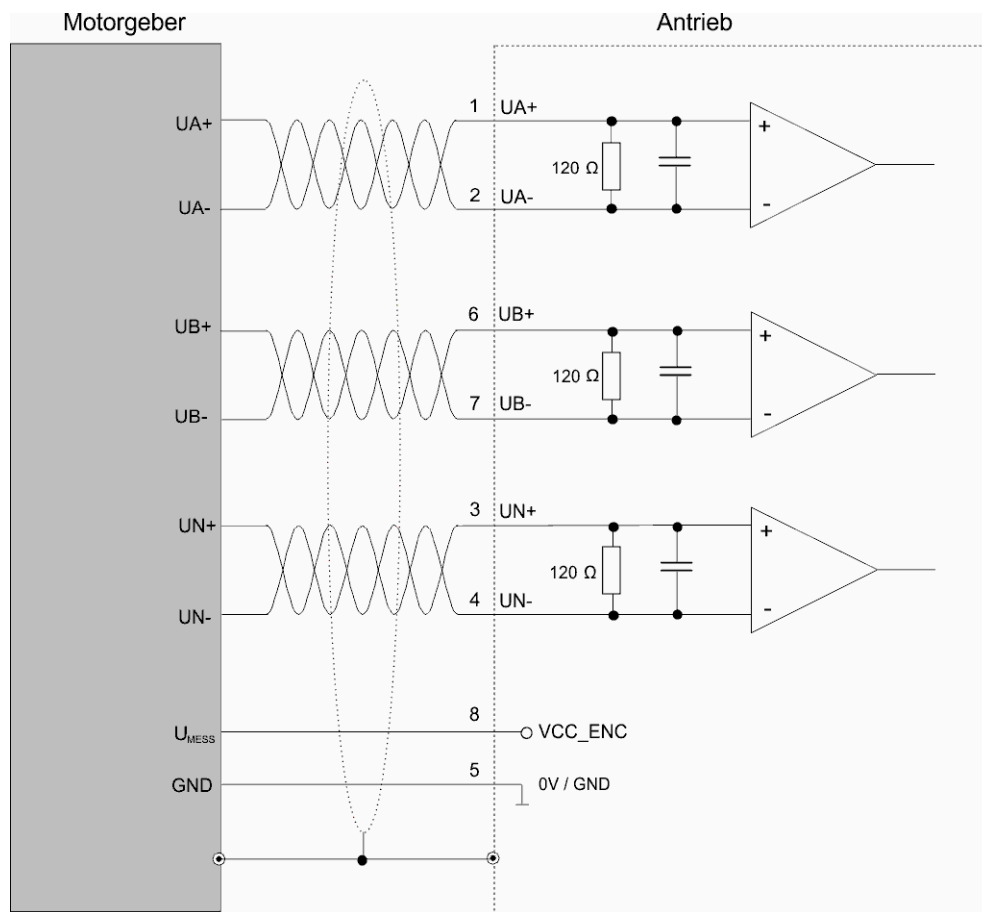 Motorgeber
Antrieb
UA+
1
UA+
120 Ω
+
-
UA-
2
UA-
UB+
6
UB+
120 Ω
+
-
UB-
7
UB-
UN+
3
UN+
120 Ω
+
-
UN-
4
UN-
UMESS
8
VCC_ENC
GND
5
0V / GND